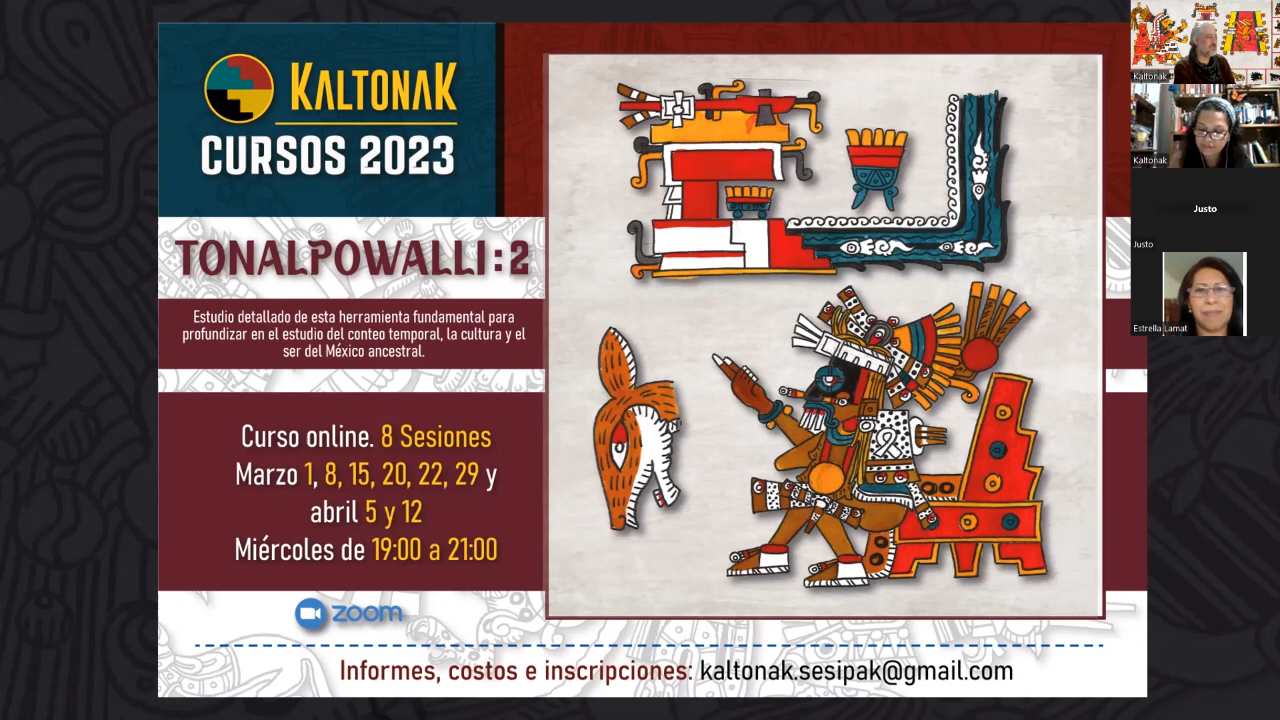 KALTONAK
CURSOS 2023
TONALPOWALLI:2
Estudio detallado de esta herramienta fundamental para
profundizar en el estudio del conteo temporal, la cultura y el
ser del México ancestral.
Curso online. 8 Sesiones
Marzo 1, 8, 15, 20, 22, 29 y
abril 5 y 12
Miércoles de 19:00 a 21:00
zoom
Informes, costos e inscripciones: kaltonak.sesipak@gmail.com
Kaltonak
Kaltonak
Justo
Justo
Estrella Lamat